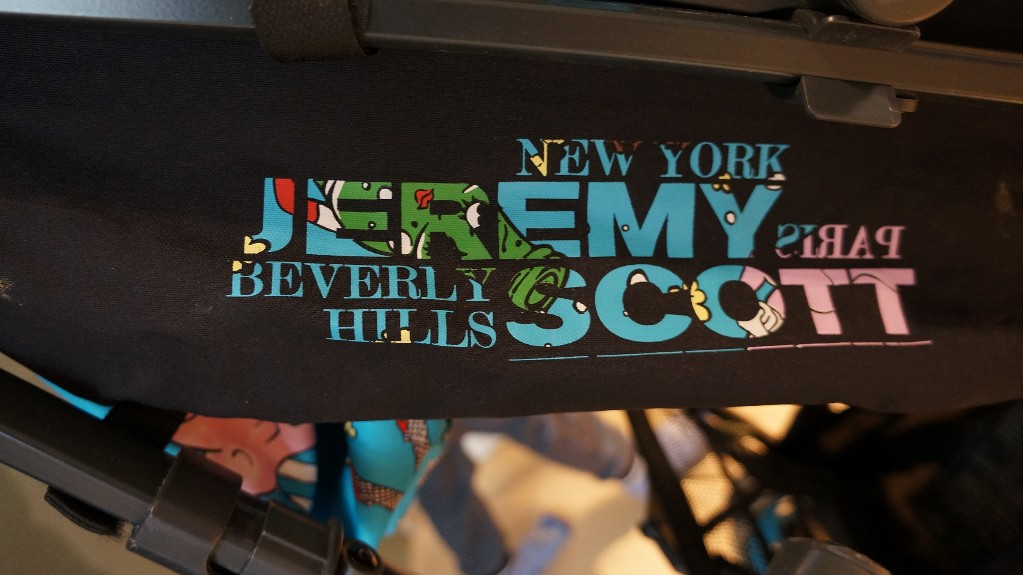 NEW YORK
JEREMY
PARIS
BEVERLY
SCOTT
HILLS